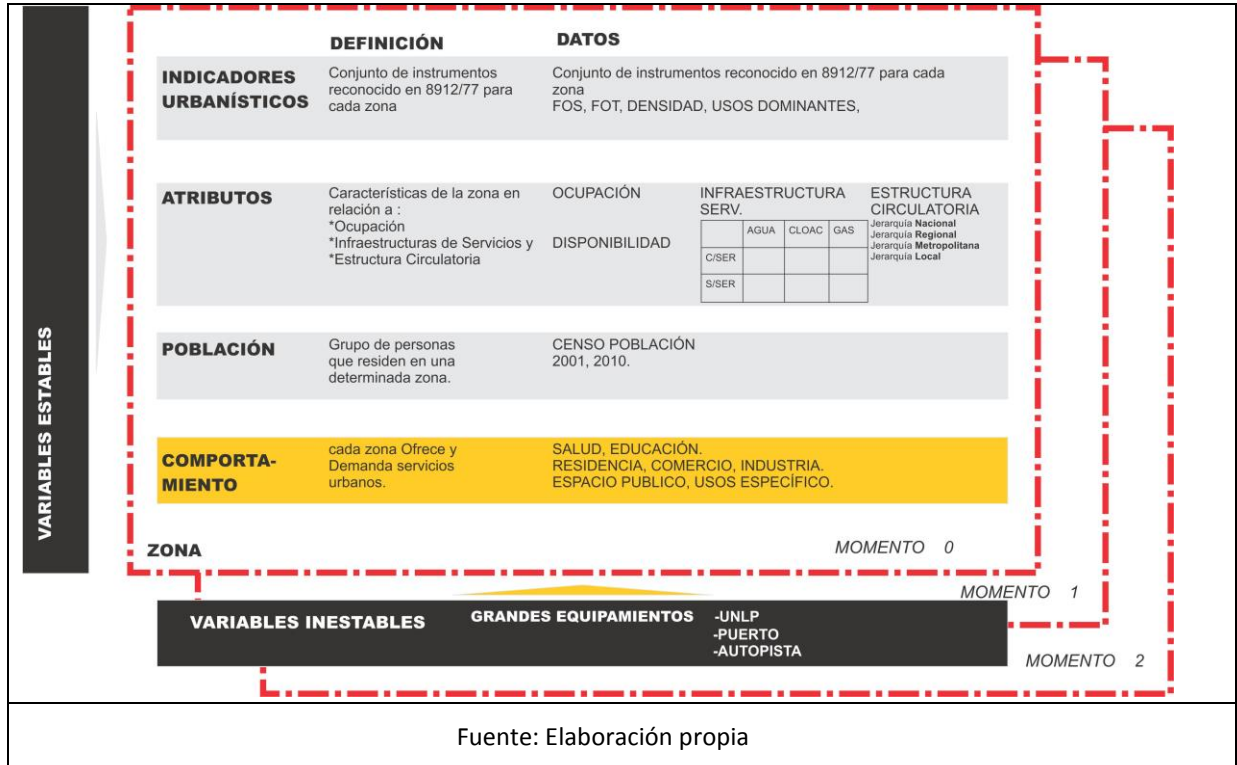 VARIABLES ESTABLES
DEFINICIÓN
DATOS
INDICADORES
URBANÍSTICOS
Conjunto de instrumentos
reconocido en 8912/77 para
cada zona
Conjunto de instrumentos reconocido en 8912/77 para cada
zona
FOS, FOT, DENSIDAD, USOS DOMINANTES,
ATRIBUTOS
Características de la zona en
relación a :
*Ocupación
*Infraestructuras de Servicios y
*Estructura Circulatoria
OCUPACIÓN
DISPONIBILIDAD
INFRAESTRUCTURA
SERV.
AGUA CLOAC GAS
C/SER
S/SER
ESTRUCTURA
CIRCULATORIA
Jerarquía Nacional
Jerarquía Regional
Jerarquía Metropolitana
Jerarquía Local
POBLACIÓN
Grupo de personas
que residen en una
determinada zona.
CENSO POBLACIÓN
2001, 2010.
COMPORTA-
MIENTO
cada zona Ofrece y
Demanda servicios
urbanos.
SALUD, EDUCACIÓN.
RESIDENCIA, COMERCIO, INDUSTRIA.
ESPACIO PUBLICO, USOS ESPECÍFICO.
ZONA
MOMENTO 0
MOMENTO 1
VARIABLES INESTABLES
GRANDES EQUIPAMIENTOS
-UNLP
-PUERTO
-AUTOPISTA
MOMENTO 2
Fuente: Elaboración propia